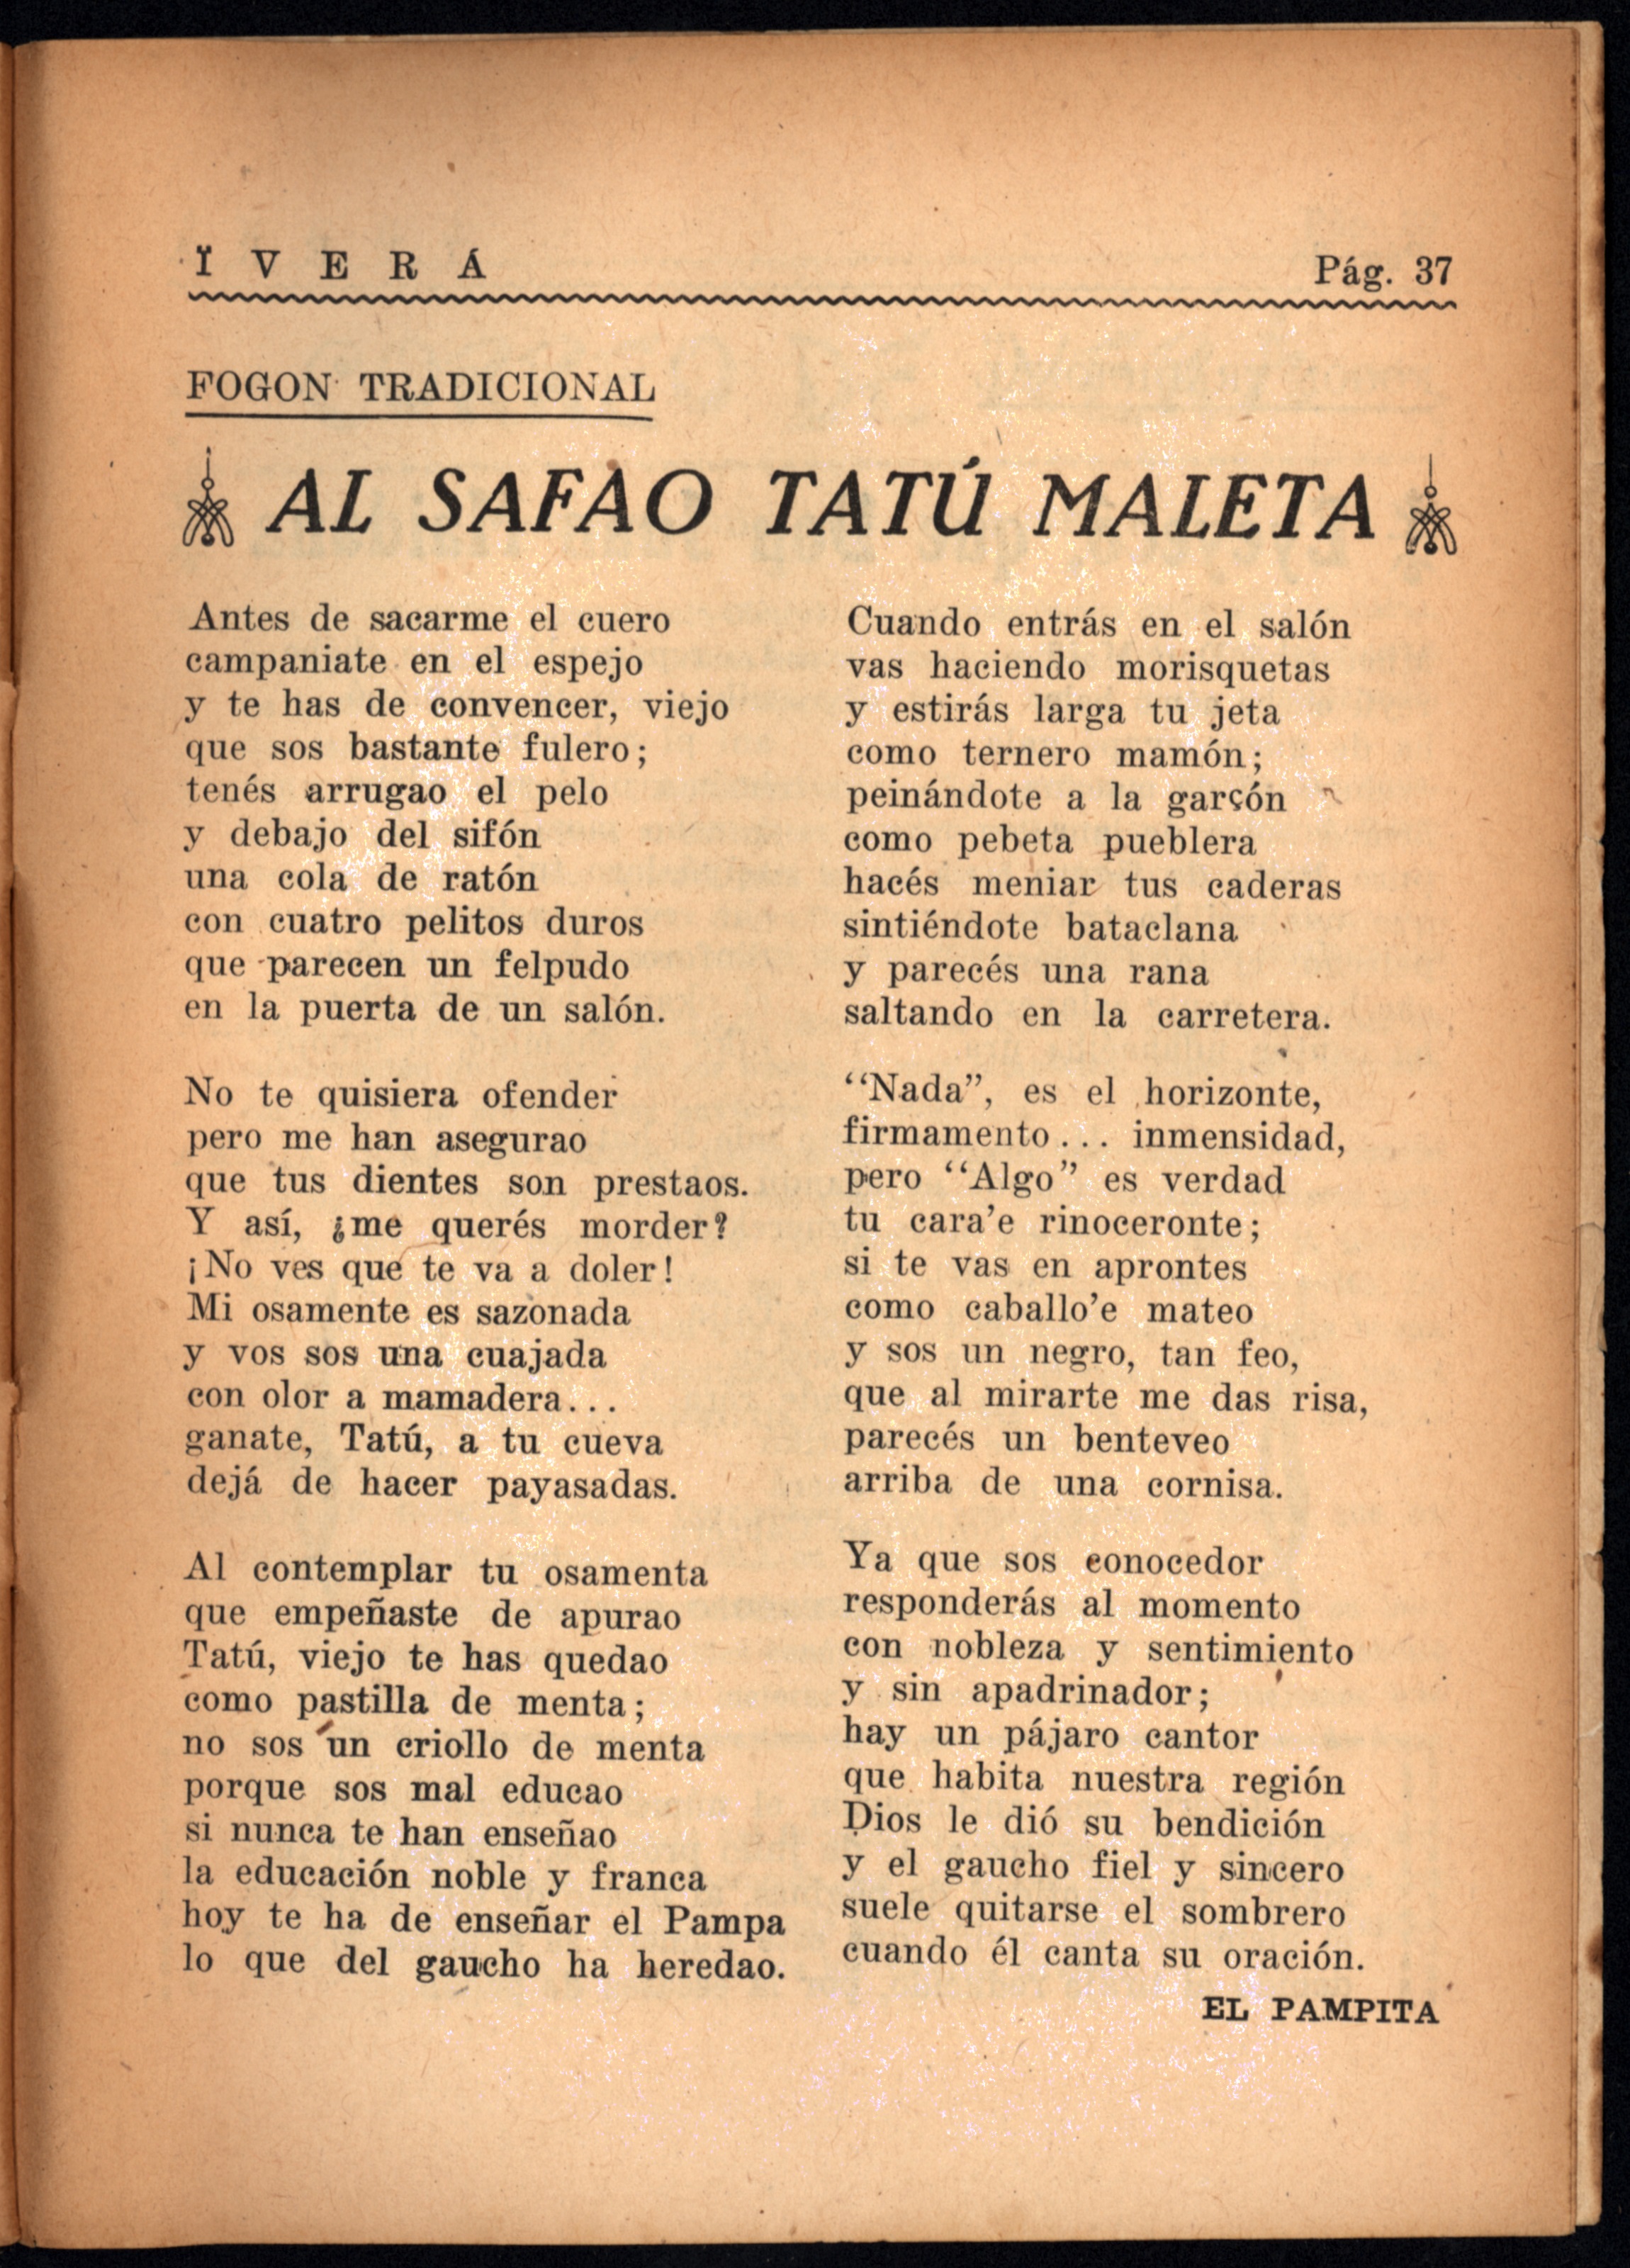 Ï V E R Á
Pág. 37
FOGON TRADICIONAL
AL SAFAO TATÚ MALETA
Antes de sacarme el cuero
campaniate en el espejo
y te has de convencer, viejo
que sos bastante fulero;
tenés arrugao el pelo
y debajo del sifón
una cola de ratón
con cuatro pelitos duros
que parecen un felpudo
en la puerta de un salón.
No te quisiera ofender
pero me han asegurao
que tus dientes son prestaos.
Y así, ¿me querés morder?
¡No ves que te va a doler!
Mi osamente es sazonada
y vos sos una cuajada
con olor a mamadera...
ganate, Tatú, a tu cueva
dejá de hacer payasadas.
Al contemplar tu osamenta
que empeñaste de apurao
Tatú, viejo te has quedao
como pastilla de menta;
no sos un criollo de menta
porque sos mal educao
si nunca te han enseñao
la educación noble y franca
hoy te ha de enseñar el Pampa
lo que del gaucho ha heredao.
Cuando entrás en el salón
vas haciendo morisquetas
y estirás larga tu jeta
como ternero mamón;
peinándote a la garçón
como pebeta pueblera
hacés meniar tus caderas
sintiéndote bataclana
y parecés una rana
saltando en la carretera.
“Nada”, es el horizonte,
firmamento... inmensidad,
pero “Algo” es verdad
tu cara’e rinoceronte;
si te vas en aprontes
como caballo’e mateo
y sos un negro, tan feo,
que al mirarte me das risa,
parecés un benteveo
arriba de una cornisa.
Ya que sos conocedor
responderás al momento
con nobleza y sentimiento
y sin apadrinador;
hay un pájaro cantor
que habita nuestra región
Dios le dió su bendición
y el gaucho fiel y sincero
suele quitarse el sombrero
cuando él canta su oración.
EL PAMPITA